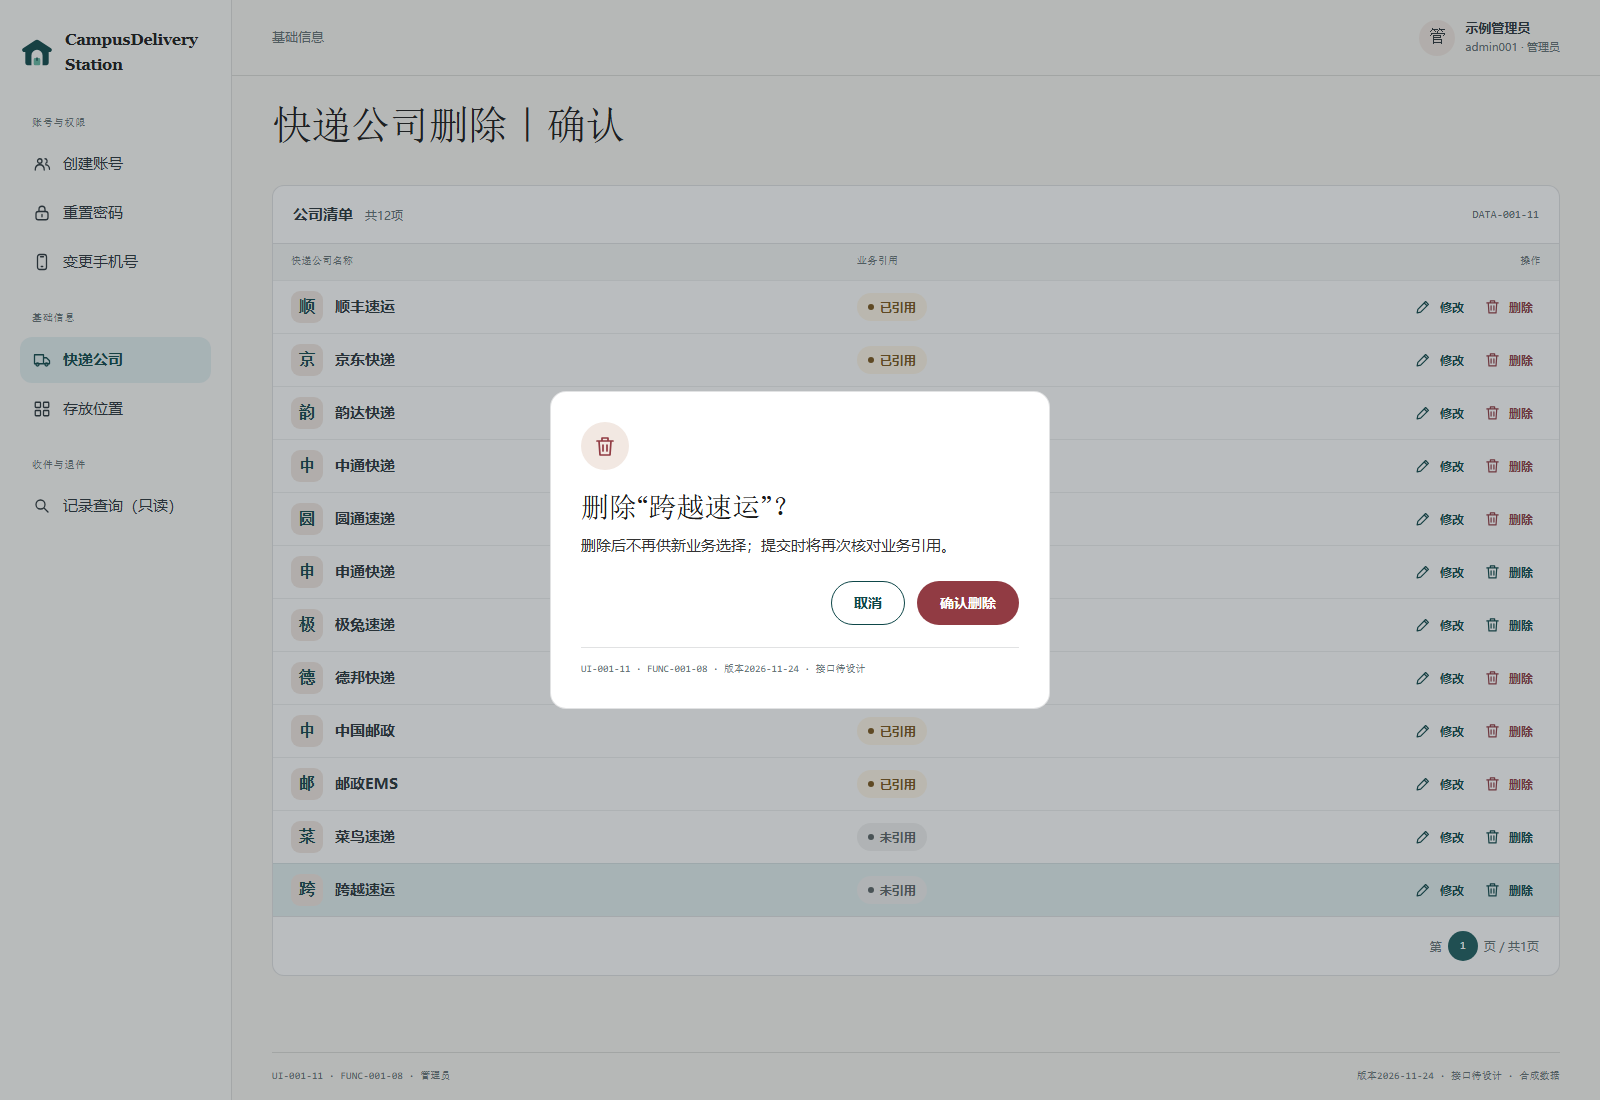 CampusDelivery
Station
账号与权限
创建账号
重置密码
变更手机号
基础信息
快递公司
存放位置
收件与退件
记录查询（只读）
基础信息
管
示例管理员
admin001 · 管理员
快递公司删除｜确认
公司清单 共12项
DATA-001-11
快递公司名称 业务引用 操作
顺 顺丰速运 已引用 修改 删除
京 京东快递 已引用 修改 删除
韵 韵达快递 修改 删除
中 中通快递 修改 删除
圆 圆通速递 修改 删除
申 申通快递 修改 删除
极 极兔速递 修改 删除
德 德邦快递 修改 删除
中 中国邮政 已引用 修改 删除
邮 邮政EMS 已引用 修改 删除
菜 菜鸟速递 未引用 修改 删除
跨 跨越速运 未引用 修改 删除
第 1 页 / 共1页
删除“跨越速运”？
删除后不再供新业务选择；提交时将再次核对业务引用。
取消 确认删除
UI-001-11 · FUNC-001-08 · 版本2026-11-24 · 接口待设计
UI-001-11 · FUNC-001-08 · 管理员
版本2026-11-24 · 接口待设计 · 合成数据